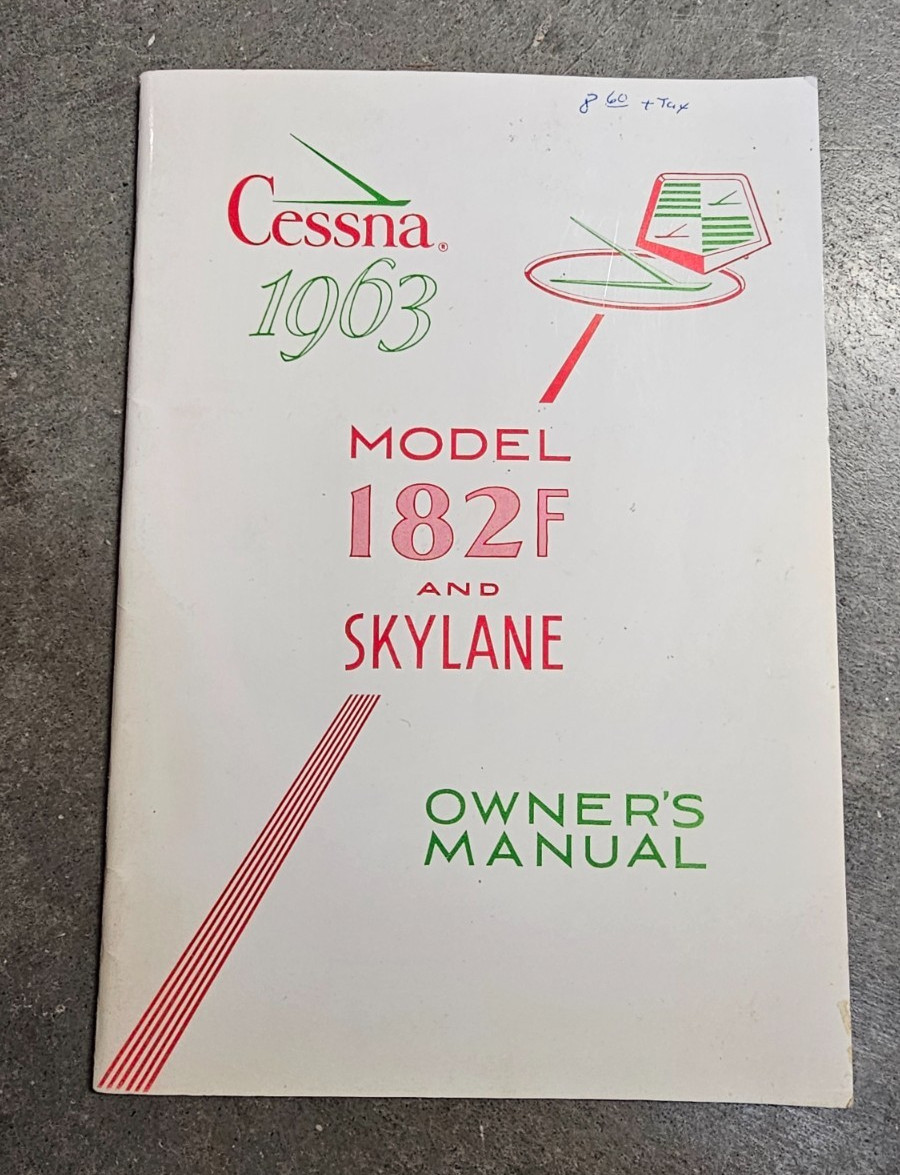 8 60 + Tax
Cessna®
1963
MODEL
182F
AND
SKYLANE
OWNER'S
MANUAL